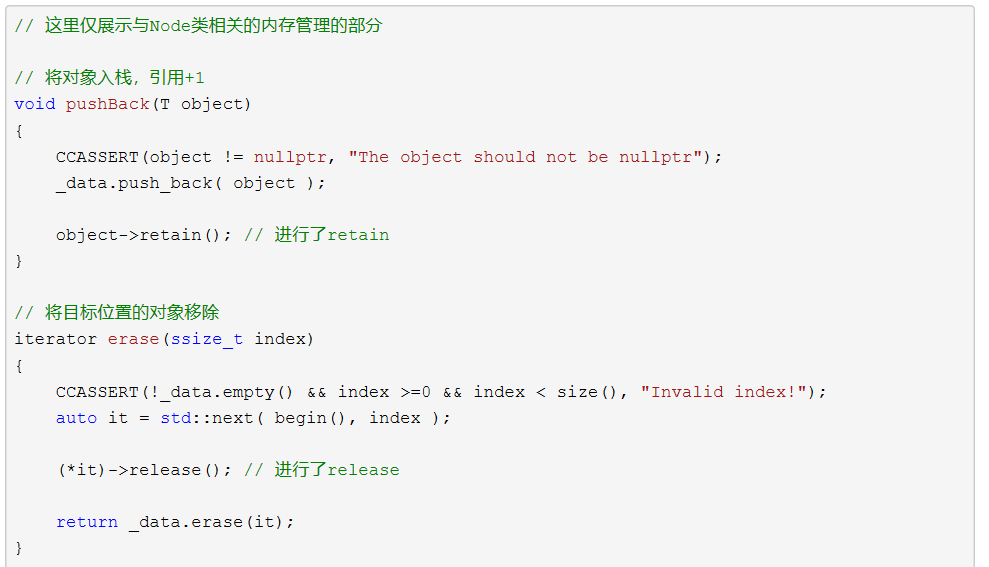 // 这里仅展示与Node类相关的内存管理的部分
// 将对象入栈，引用+1
void pushBack(T object)
{
    CCASSERT(object != nullptr, "The object should not be nullptr");
    _data.push_back( object );
    object->retain(); // 进行了retain
}
// 将目标位置的对象移除
iterator erase(ssize_t index)
{
    CCASSERT(!_data.empty() && index >=0 && index < size(), "Invalid index!");
    auto it = std::next( begin(), index );
    (*it)->release(); // 进行了release
    return _data.erase(it);
}